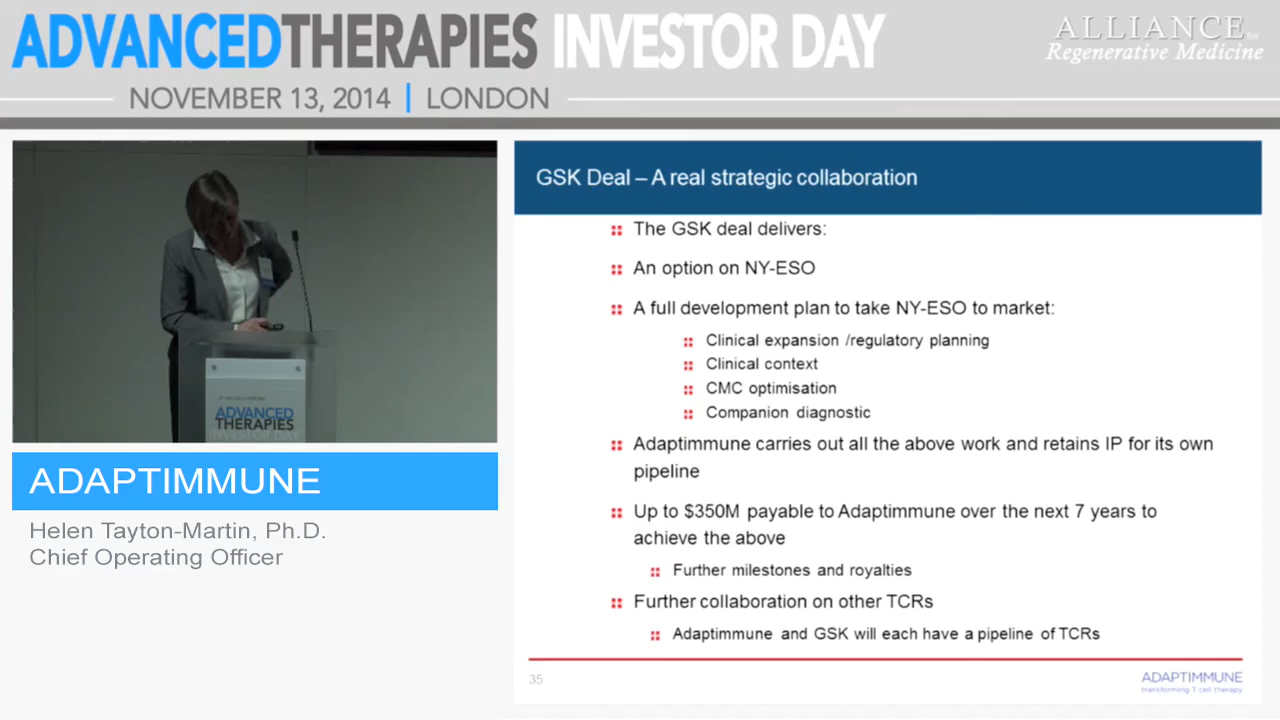 ADVANCEDTHERAPIES INVESTOR DAY
NOVEMBER 13, 2014 | LONDON
ALLIANCE for
Regenerative Medicine
ADVANCED
THERAPIES
INVESTOR DAY
ADAPTIMMUNE
Helen Tayton-Martin, Ph.D.
Chief Operating Officer
GSK Deal – A real strategic collaboration
The GSK deal delivers:
An option on NY-ESO
A full development plan to take NY-ESO to market:
Clinical expansion /regulatory planning
Clinical context
CMC optimisation
Companion diagnostic
Adaptimmune carries out all the above work and retains IP for its own
pipeline
Up to $350M payable to Adaptimmune over the next 7 years to
achieve the above
Further milestones and royalties
Further collaboration on other TCRs
Adaptimmune and GSK will each have a pipeline of TCRs
35
ADAPTIMMUNE
transforming T cell therapy